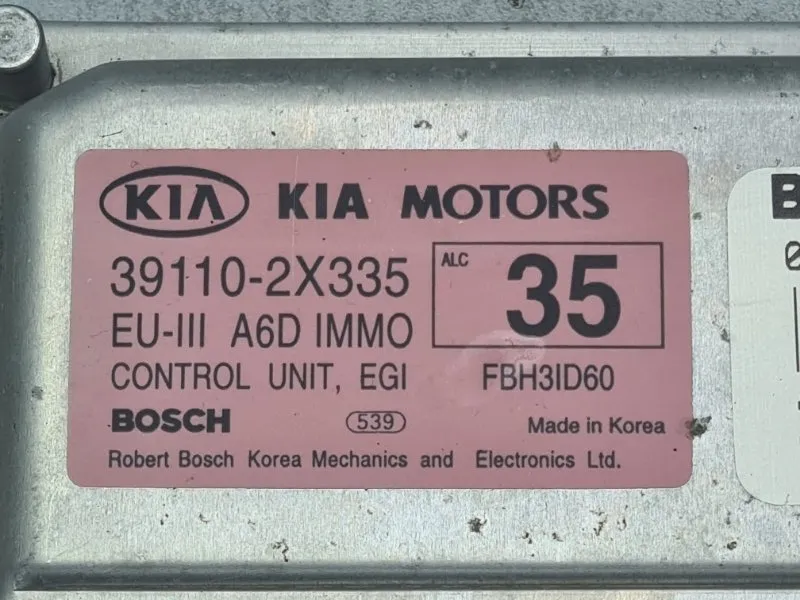 KIA KIA MOTORS
39110-2X335
ALC 35
EU-III A6D IMMO
CONTROL UNIT, EGI FBH3ID60
BOSCH 539 Made in Korea
Robert Bosch Korea Mechanics and Electronics Ltd.
B
0